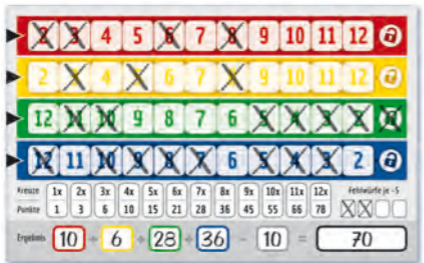 2 3 4 5 6 7 8 9 10 11 12
2 3 4 5 6 7 8 9 10 11 12
12 11 10 9 8 7 6 5 4 3 2
12 11 10 9 8 7 6 5 4 3 2
Kreuze 1x 2x 3x 4x 5x 6x 7x 8x 9x 10x 11x 12x Fehlwürfe je -5
Punkte 1 3 6 10 15 21 28 36 45 55 66 78 X X
Ergebnis 10 + 6 + 28 + 36 - 10 = 70